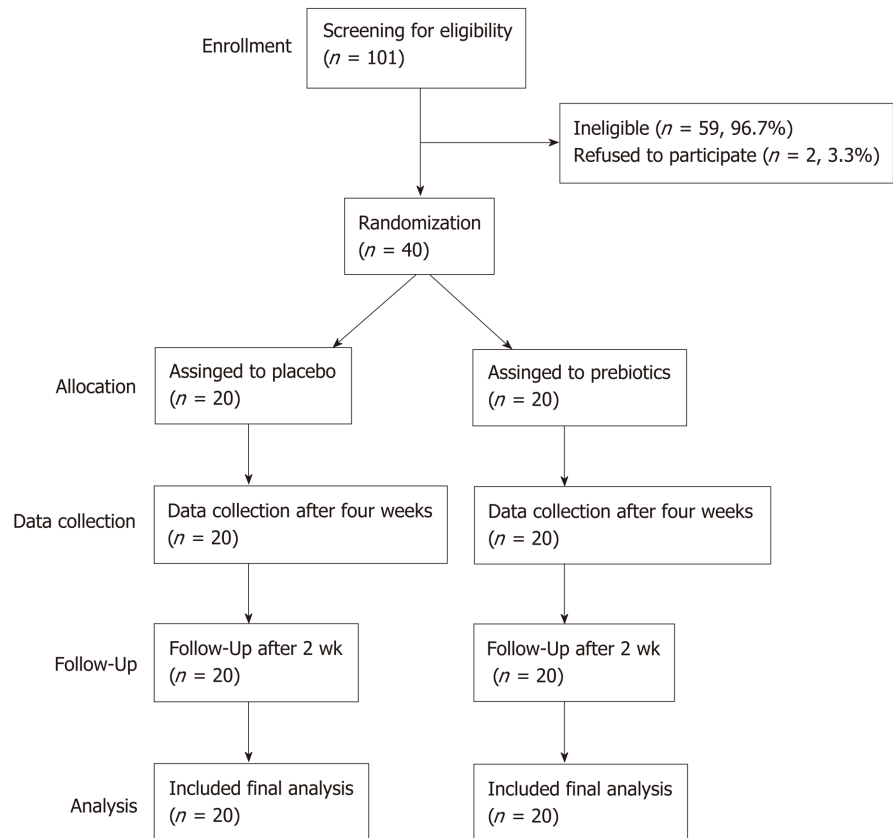 Enrollment
Screening for eligibility
(n = 101)
Ineligible (n = 59, 96.7%)
Refused to participate (n = 2, 3.3%)
Randomization
(n = 40)
Allocation
Assinged to placebo
(n = 20)
Assinged to prebiotics
(n = 20)
Data collection
Data collection after four weeks
(n = 20)
Data collection after four weeks
(n = 20)
Follow-Up
Follow-Up after 2 wk
(n = 20)
Follow-Up after 2 wk
(n = 20)
Analysis
Included final analysis
(n = 20)
Included final analysis
(n = 20)